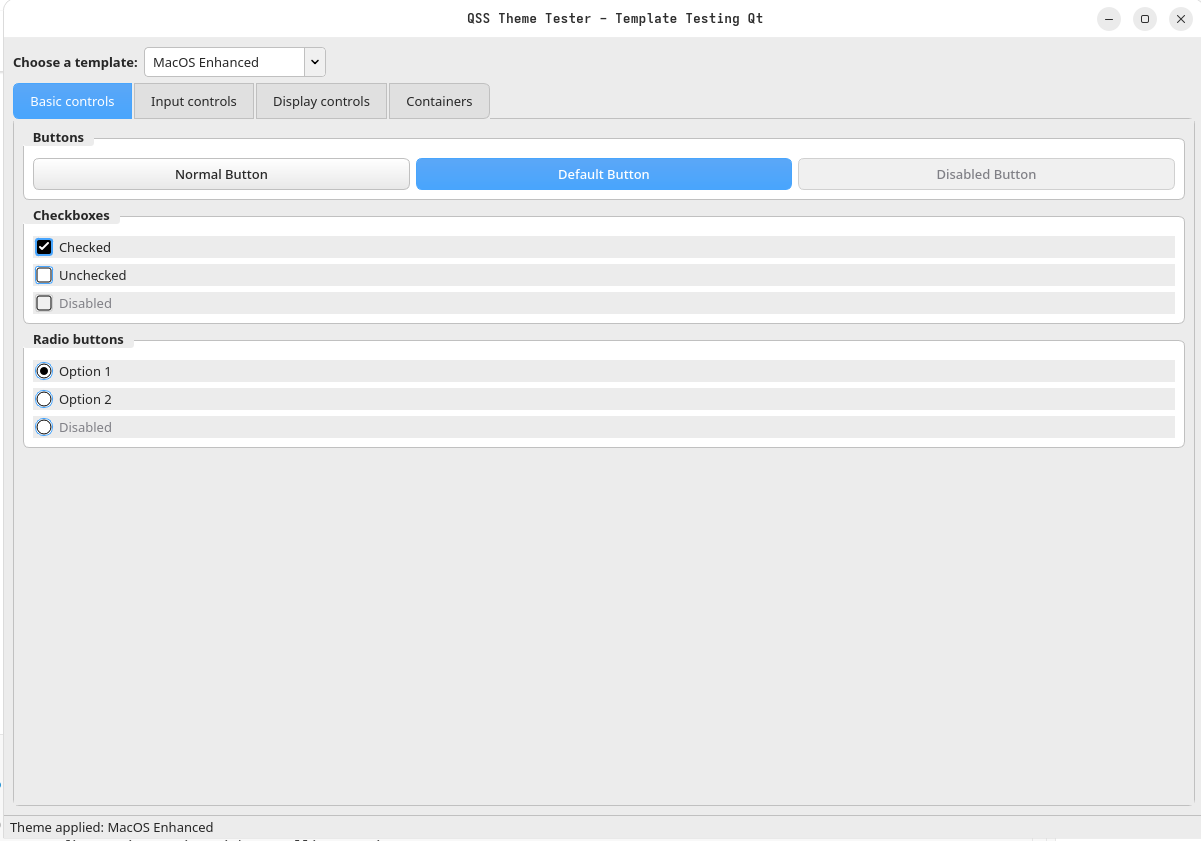 QSS Theme Tester - Template Testing Qt
Choose a template: MacOS Enhanced
Basic controls Input controls Display controls Containers
Buttons
Normal Button Default Button Disabled Button
Checkboxes
Checked
Unchecked
Disabled
Radio buttons
Option 1
Option 2
Disabled
Theme applied: MacOS Enhanced